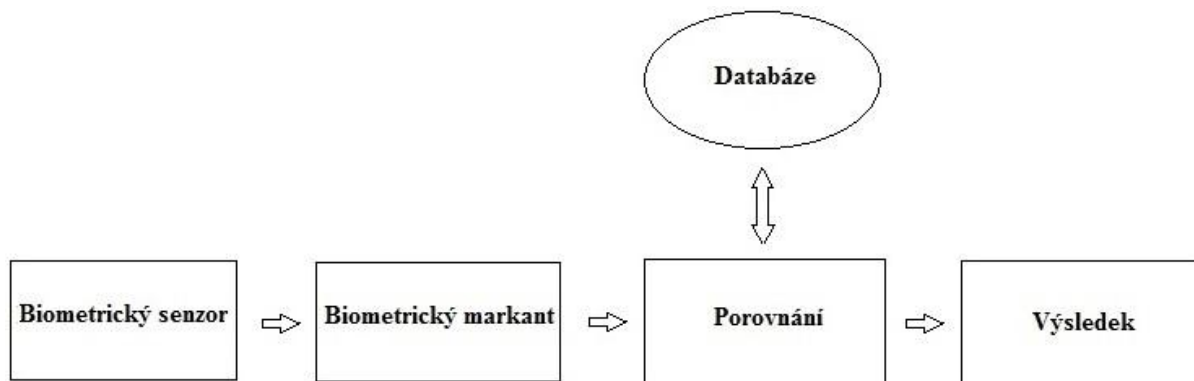 Databáze
Biometrický senzor
Biometrický markant
Porovnání
Výsledek